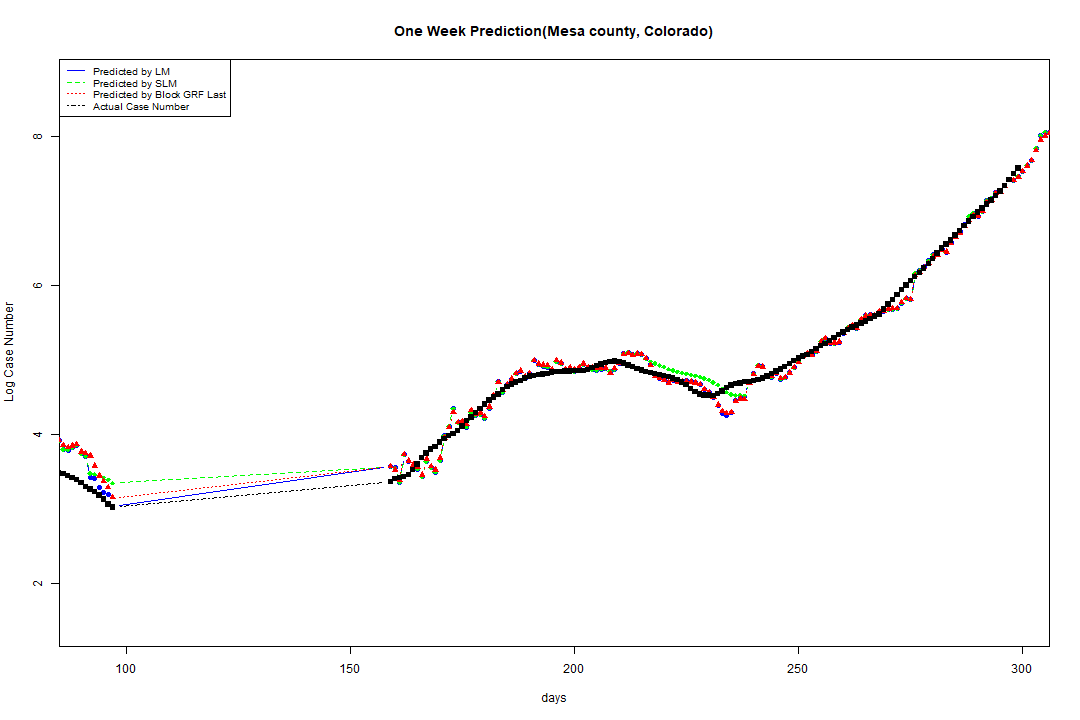 One Week Prediction(Mesa county, Colorado)
Predicted by LM
Predicted by SLM
Predicted by Block GRF Last
Actual Case Number
8
6
4
2
Log Case Number
100 150 200 250 300
days